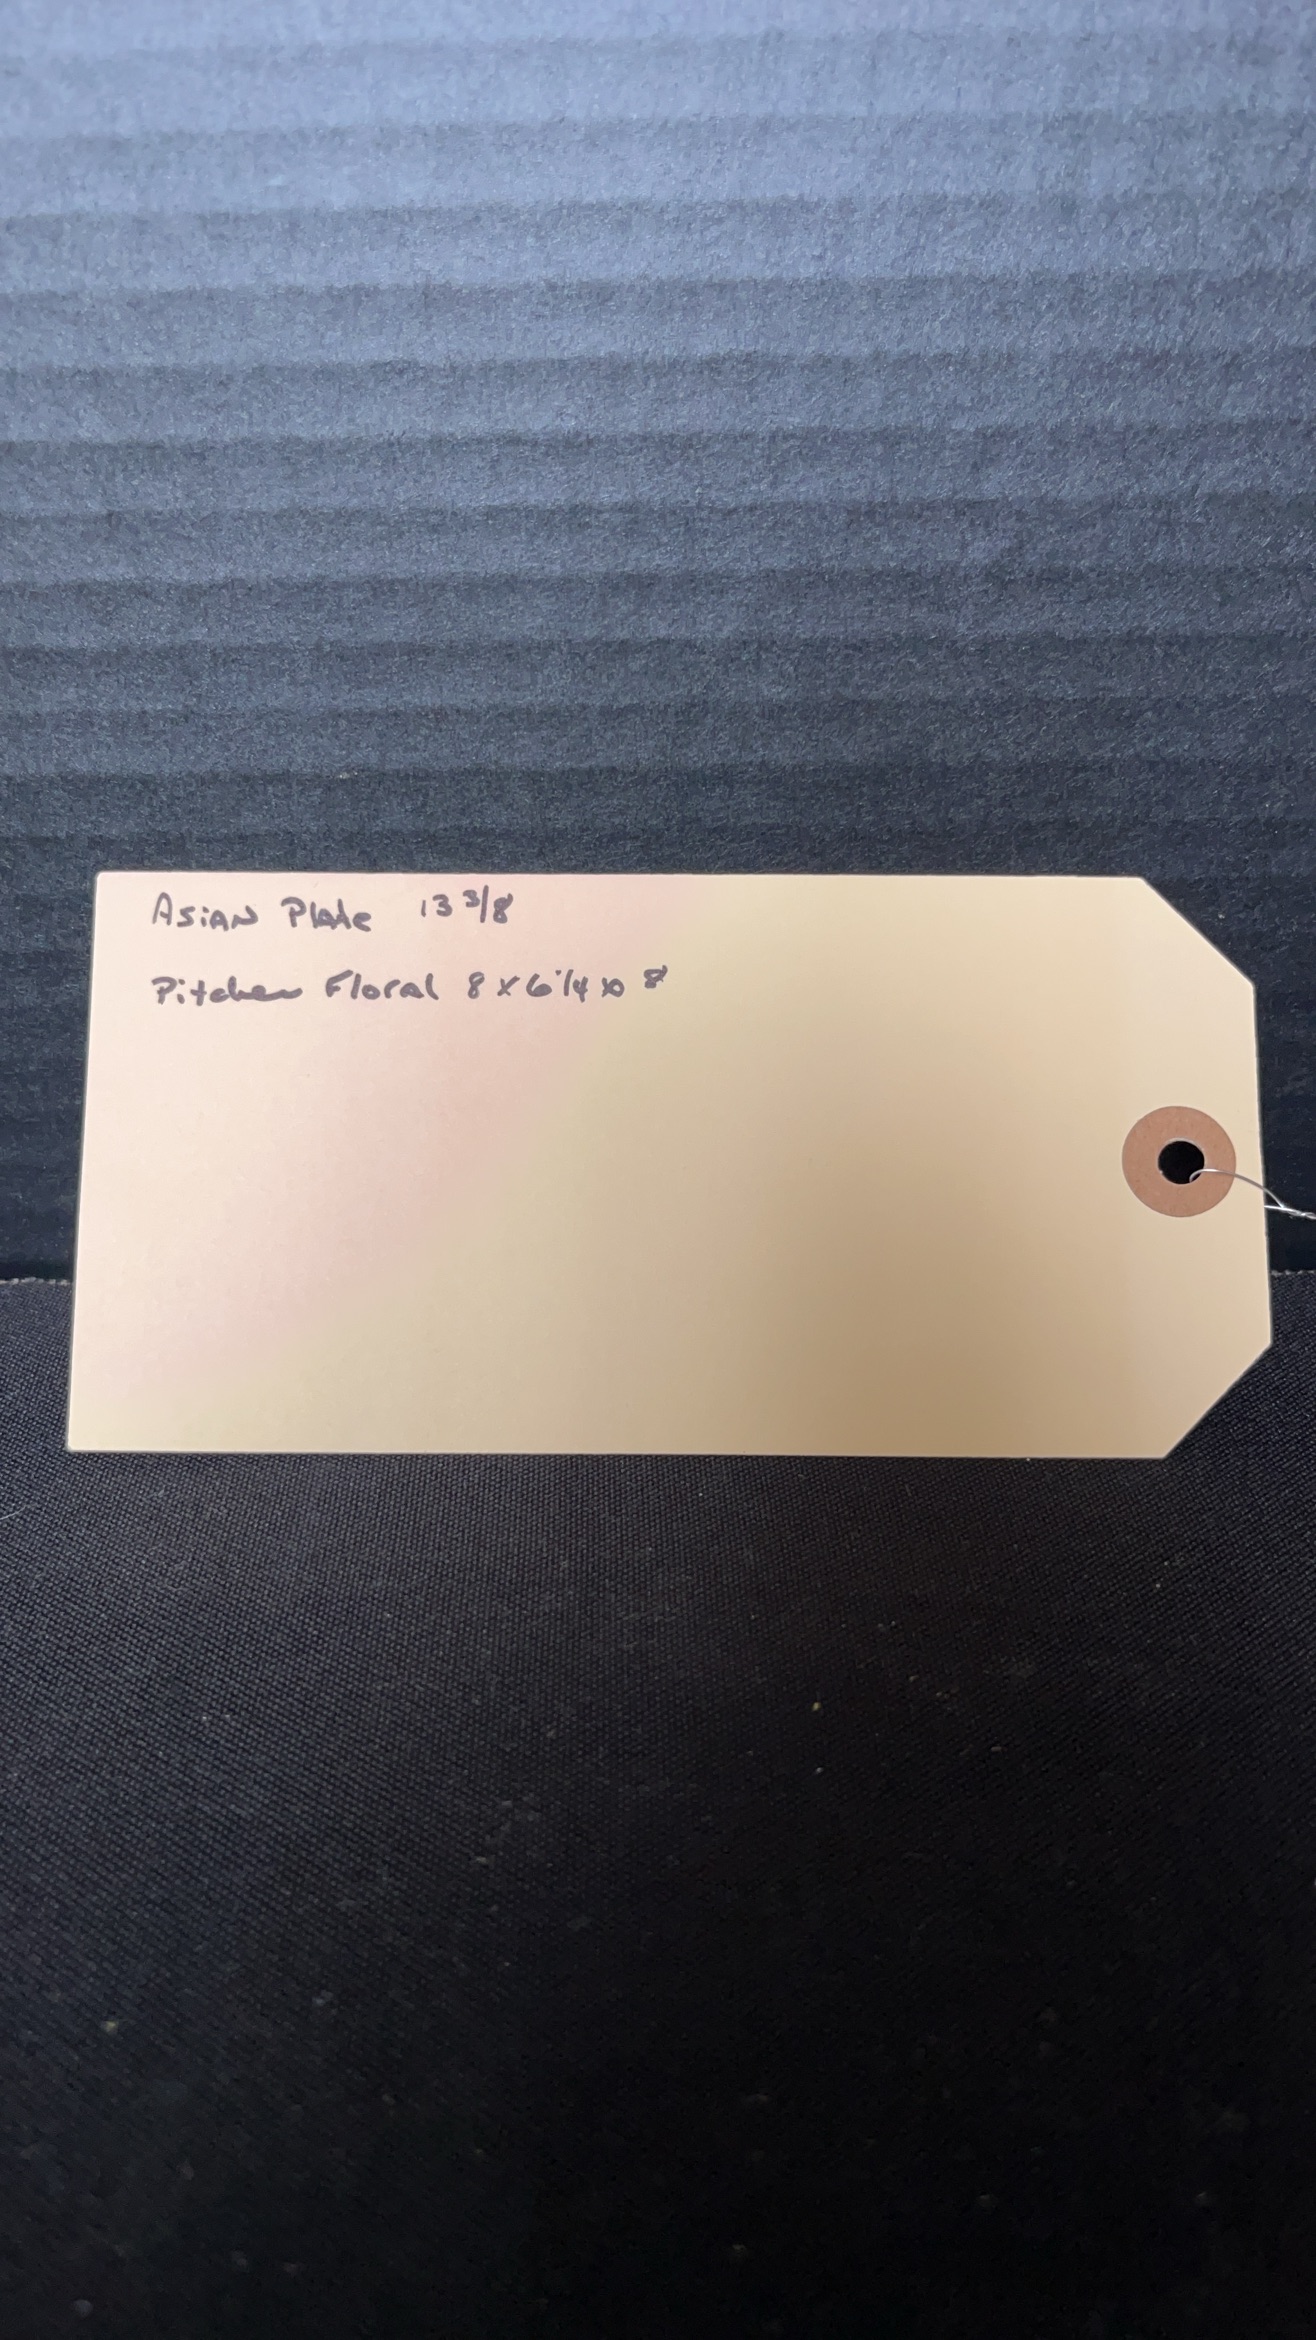 Asian Plate 13 3/8
Pitcher Floral 8 x 6 1/4 x 8